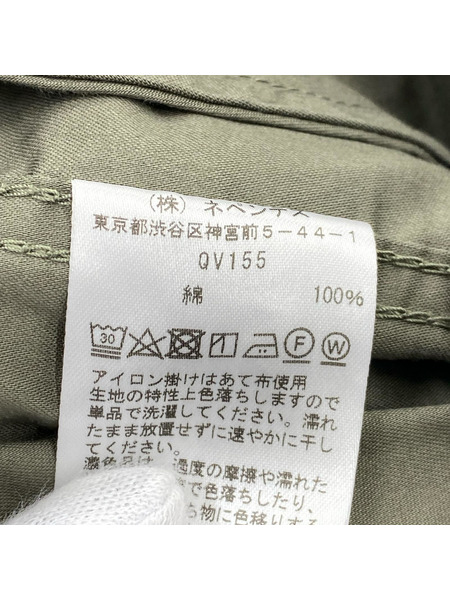 (株) ネペンテス
東京都渋谷区神宮前5-44-1
QV155
綿 100%
30 F W
アイロン掛けはあて布使用
生地の特性上色落ちしますので
単品で洗濯してください。濡れ
たまま放置せずに速やかに干し
てください。
濃色品は、過度の摩擦や濡れた
で色落ちしたり、
ち物に色移りする